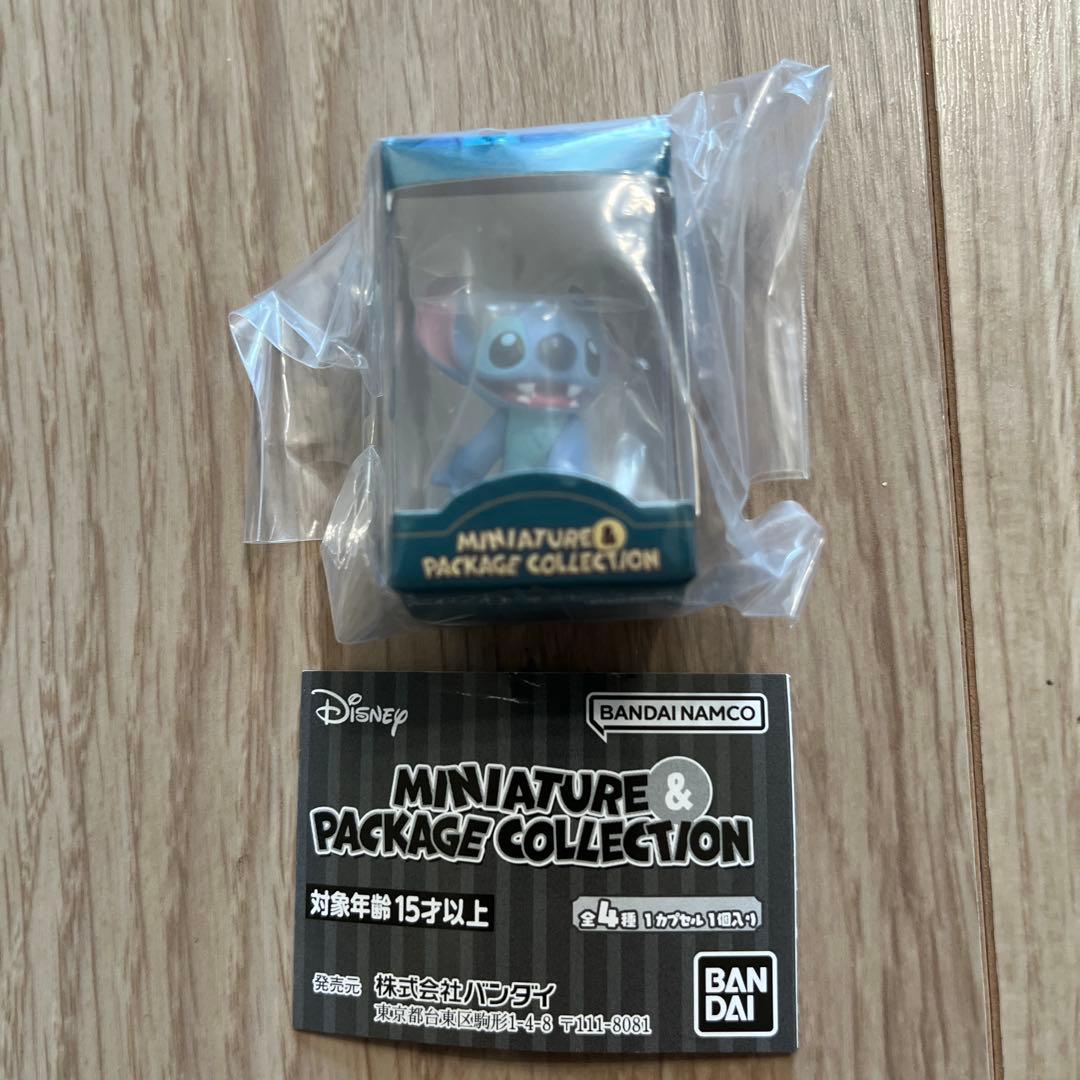 MINIATURE &
PACKAGE COLLECTION
Disney
BANDAI NAMCO
MINIATURE &
PACKAGE COLLECTION
対象年齢 15才以上
全4種 1カプセル1個入り
発売元 株式会社バンダイ
東京都台東区駒形1-4-8 〒111-8081
BAN
DAI